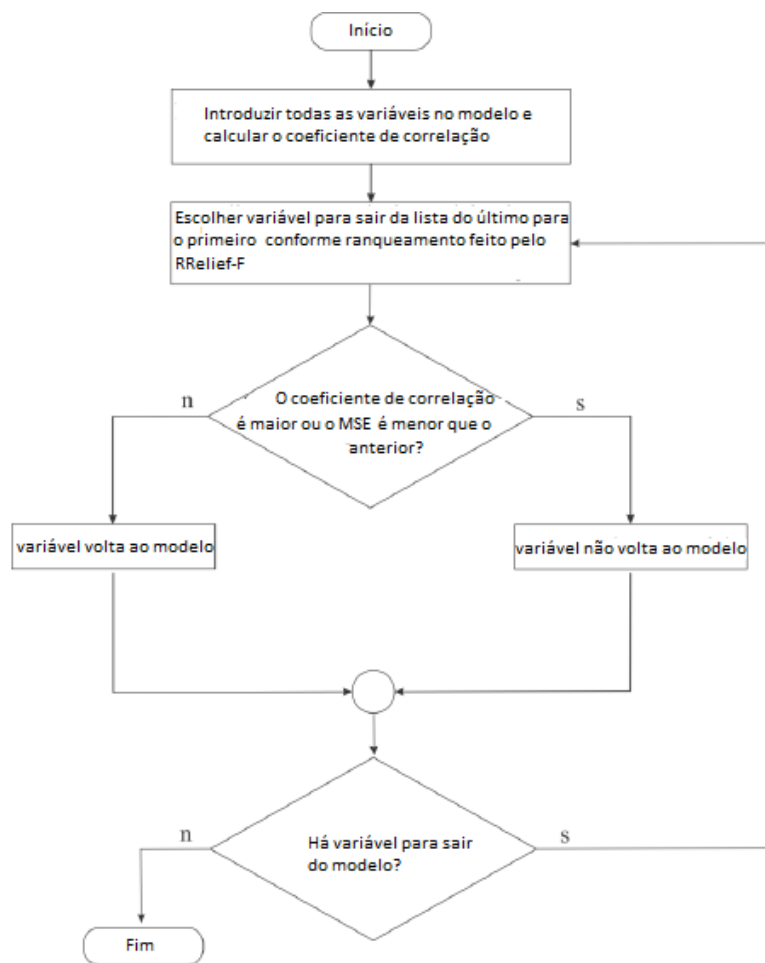 Início
Introduzir todas as variáveis no modelo e
calcular o coeficiente de correlação
Escolher variável para sair da lista do último para
o primeiro conforme ranqueamento feito pelo
RRelief-F
O coeficiente de correlação
é maior ou o MSE é menor que o
anterior?
n
s
variável volta ao modelo
variável não volta ao modelo
Há variável para sair
do modelo?
n
s
Fim